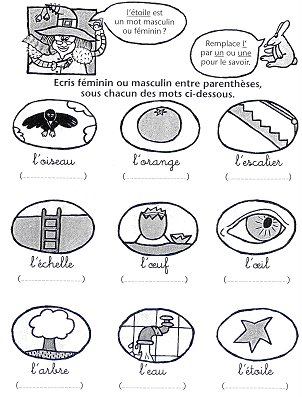 l'étoile est
un mot masculin
ou féminin ?
Remplace l'
par un ou une
pour le savoir.
Ecris féminin ou masculin entre parenthèses,
sous chacun des mots ci-dessous.
l'oiseau l'orange l'escalier
(..................) (..................) (..................)
l'échelle l'œuf l'œil
(..................) (..................) (..................)
l'arbre l'eau l'étoile
(..................) (..................) (..................)